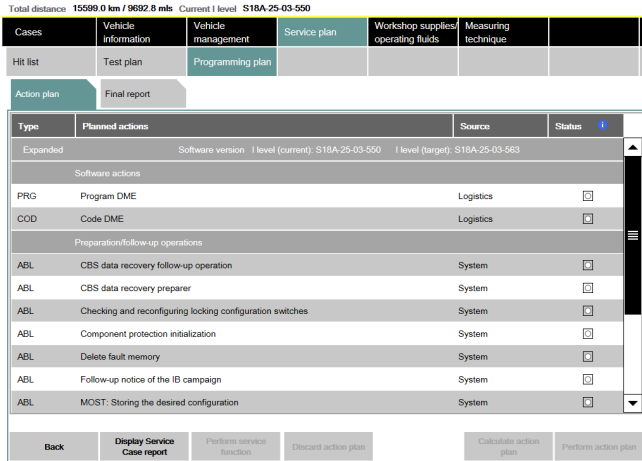 Total distance 15599.0 km / 9692.8 mls Current I level S18A-25-03-550
Cases
Vehicle information
Vehicle management
Service plan
Workshop supplies/ operating fluids
Measuring technique
Hit list
Test plan
Programming plan
Action plan
Final report
Type Planned actions Source Status i
Expanded Software version I level (current): S18A-25-03-550 I level (target): S18A-25-03-563
Software actions
PRG Program DME Logistics
COD Code DME Logistics
Preparation/follow-up operations
ABL CBS data recovery follow-up operation System
ABL CBS data recovery preparer System
ABL Checking and reconfiguring locking configuration switches System
ABL Component protection initialization System
ABL Delete fault memory System
ABL Follow-up notice of the IB campaign System
ABL MOST: Storing the desired configuration System
Back
Display Service Case report
Perform service function
Discard action plan
Calculate action plan
Perform action plan